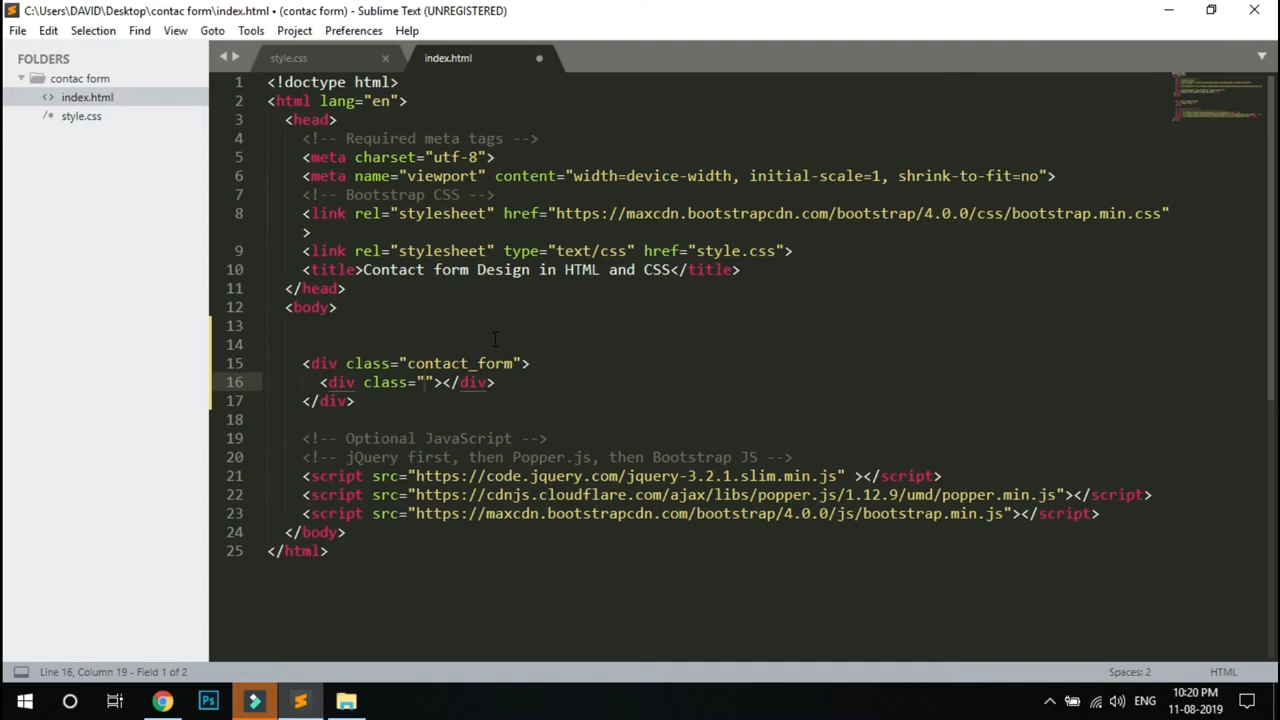 C:\Users\DAVID\Desktop\contac form\index.html • (contac form) - Sublime Text (UNREGISTERED)
File Edit Selection Find View Goto Tools Project Preferences Help
FOLDERS
contac form
<> index.html
/* style.css
style.css
index.html
1 <!doctype html>
2 <html lang="en">
3 <head>
4 <!-- Required meta tags -->
5 <meta charset="utf-8">
6 <meta name="viewport" content="width=device-width, initial-scale=1, shrink-to-fit=no">
7 <!-- Bootstrap CSS -->
8 <link rel="stylesheet" href="https://maxcdn.bootstrapcdn.com/bootstrap/4.0.0/css/bootstrap.min.css"
>
9 <link rel="stylesheet" type="text/css" href="style.css">
10 <title>Contact form Design in HTML and CSS</title>
11 </head>
12 <body>
13
14
15 <div class="contact_form">
16 <div class=""></div>
17 </div>
18
19 <!-- Optional JavaScript -->
20 <!-- jQuery first, then Popper.js, then Bootstrap JS -->
21 <script src="https://code.jquery.com/jquery-3.2.1.slim.min.js" ></script>
22 <script src="https://cdnjs.cloudflare.com/ajax/libs/popper.js/1.12.9/umd/popper.min.js"></script>
23 <script src="https://maxcdn.bootstrapcdn.com/bootstrap/4.0.0/js/bootstrap.min.js"></script>
24 </body>
25 </html>
Line 16, Column 19 - Field 1 of 2
Spaces: 2
HTML
Ps
ENG
10:20 PM
11-08-2019